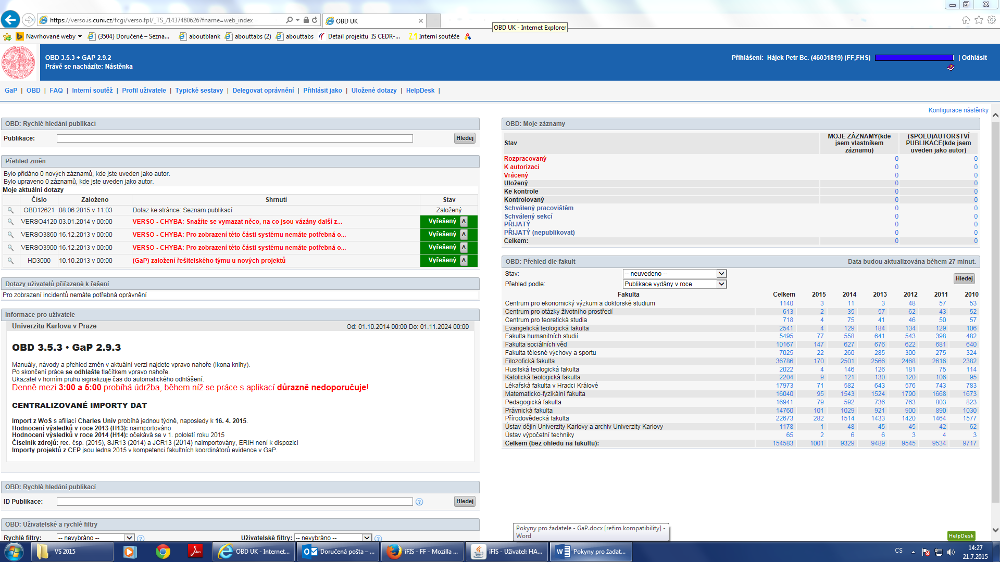 https://verso.is.cuni.cz/fcgi/verso.fpl/_TS_/1437480626?fname=web_index
OBD UK
OBD UK - Internet Explorer
Navrhované weby
(3504) Doručené – Sezna...
aboutblank
abouttabs (2)
abouttabs
Detail projektu IS CEDR-...
2.1 Interní soutěže
OBD 3.5.3 + GAP 2.9.2
Právě se nacházíte: Nástěnka
Přihlášení: Hájek Petr Bc. (46031819) (FF,FHS) | Odhlásit
GaP | OBD | FAQ | Interní soutěž | Profil uživatele | Typické sestavy | Delegovat oprávnění | Přihlásit jako | Uložené dotazy | HelpDesk |
Konfigurace nástěnky
OBD: Rychlé hledání publikací
Publikace: Hledej
Přehled změn
Bylo přidáno 0 nových záznamů, kde jste uveden jako autor.
Bylo upraveno 0 záznamů, kde jste uveden jako autor.
Moje aktuální dotazy
Číslo Založeno Shrnutí Stav
OBD12621 08.06.2015 v 11:03 Dotaz ke stránce: Seznam publikací Založený
VERSO4120 03.01.2014 v 00:00 VERSO - CHYBA: Snažíte se vymazat něco, na co jsou vázány další z... Vyřešený A
VERSO3860 16.12.2013 v 00:00 VERSO - CHYBA: Pro zobrazení této části systému nemáte potřebná o... Vyřešený A
VERSO3900 16.12.2013 v 00:00 VERSO - CHYBA: Pro zobrazení této části systému nemáte potřebná o... Vyřešený A
HD3000 10.10.2013 v 00:00 (GaP) založení řešitelského týmu u nových projektů Vyřešený A
Dotazy uživatelů přiřazené k řešení
Pro zobrazení incidentů nemáte potřebná oprávnění
Informace pro uživatele
Univerzita Karlova v Praze Od: 01.10.2014 00:00 Do: 01.11.2024 00:00
OBD 3.5.3 • GaP 2.9.3
Manuály, návody a přehled změn v aktuální verzi najdete vpravo nahoře (ikona knihy).
Po skončení práce se odhlašte tlačítkem vpravo nahoře.
Ukazatel v horním pruhu signalizuje čas do automatického odhlášení.
Denně mezi 3:00 a 5:00 probíhá údržba, během níž se práce s aplikací důrazně nedoporučuje!
CENTRALIZOVANÉ IMPORTY DAT
Import z WoS s afiliací Charles Univ probíhá jednou týdně, naposledy k 16. 4. 2015.
Hodnocení výsledků v roce 2013 (H13): naimportováno
Hodnocení výsledků v roce 2014 (H14): očekává se v 1. pololetí roku 2015
Číselník zdrojů: rec. čsp. (2015), SJR13 (2014) a JCR13 (2014) naimportovány, ERIH není k dispozici
Importy projektů z CEP jsou ledna 2015 v kompetenci fakultních koordinátorů evidence v GaP.
OBD: Rychlé hledání publikací
ID Publikace: ? Hledej
OBD: Uživatelské a rychlé filtry
Rychlé filtry: -- nevybráno -- ? Uživatelské filtry: -- nevybráno -- ?
OBD: Moje záznamy
Stav MOJE ZÁZNAMY(kde jsem vlastníkem záznamu) (SPOLU)AUTORSTVÍ PUBLIKACE(kde jsem uveden jako autor)
Rozpracovaný 0 0
K autorizaci 0 0
Vrácený 0 0
Uložený 0 0
Ke kontrole 0 0
Kontrolovaný 0 0
Schválený pracovištěm 0 0
Schválený sekcí 0 0
PŘIJATÝ 0 0
PŘIJATÝ (nepublikovat) 0 0
Celkem: 0 0
OBD: Přehled dle fakult Data budou aktualizována během 27 minut.
Stav: -- neuvedeno --
Přehled podle: Publikace vydány v roce
Hledej
Fakulta Celkem 2015 2014 2013 2012 2011 2010
Centrum pro ekonomický výzkum a doktorské studium 1140 3 11 3 48 57 53
Centrum pro otázky životního prostředí 613 2 35 57 62 43 52
Centrum pro teoretická studia 718 4 75 41 46 50 57
Evangelická teologická fakulta 2541 4 129 184 134 129 106
Fakulta humanitních studií 5495 77 558 641 543 398 482
Fakulta sociálních věd 10167 147 627 676 622 681 640
Fakulta tělesné výchovy a sportu 7025 22 260 285 300 275 324
Filozofická fakulta 36786 170 2501 2566 2468 2616 2382
Husitská teologická fakulta 2022 4 146 126 181 75 114
Katolická teologická fakulta 2204 9 121 130 120 106 95
Lékařská fakulta v Hradci Králové 17973 71 582 643 576 743 783
Matematicko-fyzikální fakulta 16040 95 1543 1524 1790 1668 1673
Pedagogická fakulta 16941 79 592 736 763 803 823
Právnická fakulta 14760 101 1029 921 900 890 1030
Přírodovědecká fakulta 22673 282 1514 1433 1420 1464 1577
Ústav dějin Univerzity Karlovy a archiv Univerzity Karlovy 1178 1 48 45 45 42 62
Ústav výpočetní techniky 65 2 6 6 3 4 3
Celkem (bez ohledu na fakultu): 154583 1001 9329 9489 9545 9534 9717
Pokyny pro žadatele - GaP.docx [režim kompatibility] -
Word
HelpDesk
VS 2015
OBD UK - Internet...
Doručená pošta – ...
iFIS - FF - Mozilla ...
iFIS - Uživatel: HA...
Pokyny pro žadat...
CS
14:27
21.7.2015